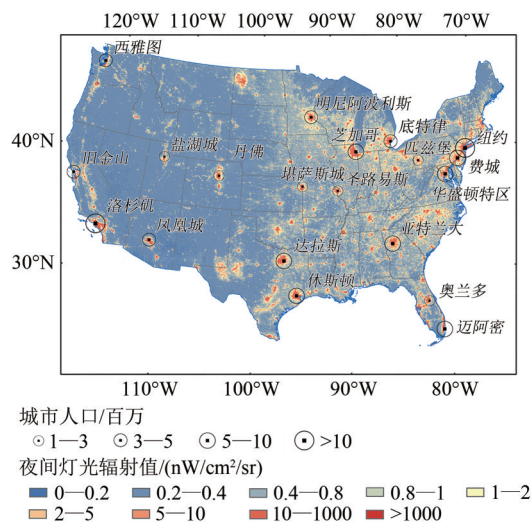 120°W 110°W 100°W 90°W 80°W 70°W
西雅图
明尼阿波利斯
底特律
纽约
40°N
芝加哥
匹兹堡
盐湖城
丹佛
费城
旧金山
堪萨斯城
圣路易斯
华盛顿特区
洛杉矶
凤凰城
亚特兰大
达拉斯
30°N
休斯顿
奥兰多
迈阿密
110°W 100°W 90°W 80°W
城市人口/百万
1—3 3—5 5—10 >10
夜间灯光辐射值/(nW/cm²/sr)
0—0.2 0.2—0.4 0.4—0.8 0.8—1 1—2
2—5 5—10 10—1000 >1000